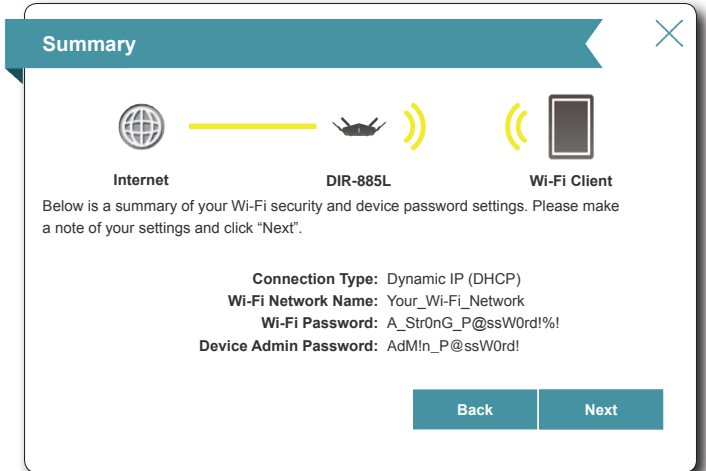 Summary
Internet
DIR-885L
Wi-Fi Client
Below is a summary of your Wi-Fi security and device password settings. Please make
a note of your settings and click “Next”.
Connection Type: Dynamic IP (DHCP)
Wi-Fi Network Name: Your_Wi-Fi_Network
Wi-Fi Password: A_Str0nG_P@ssW0rd!%!
Device Admin Password: AdM!n_P@ssW0rd!
Back
Next